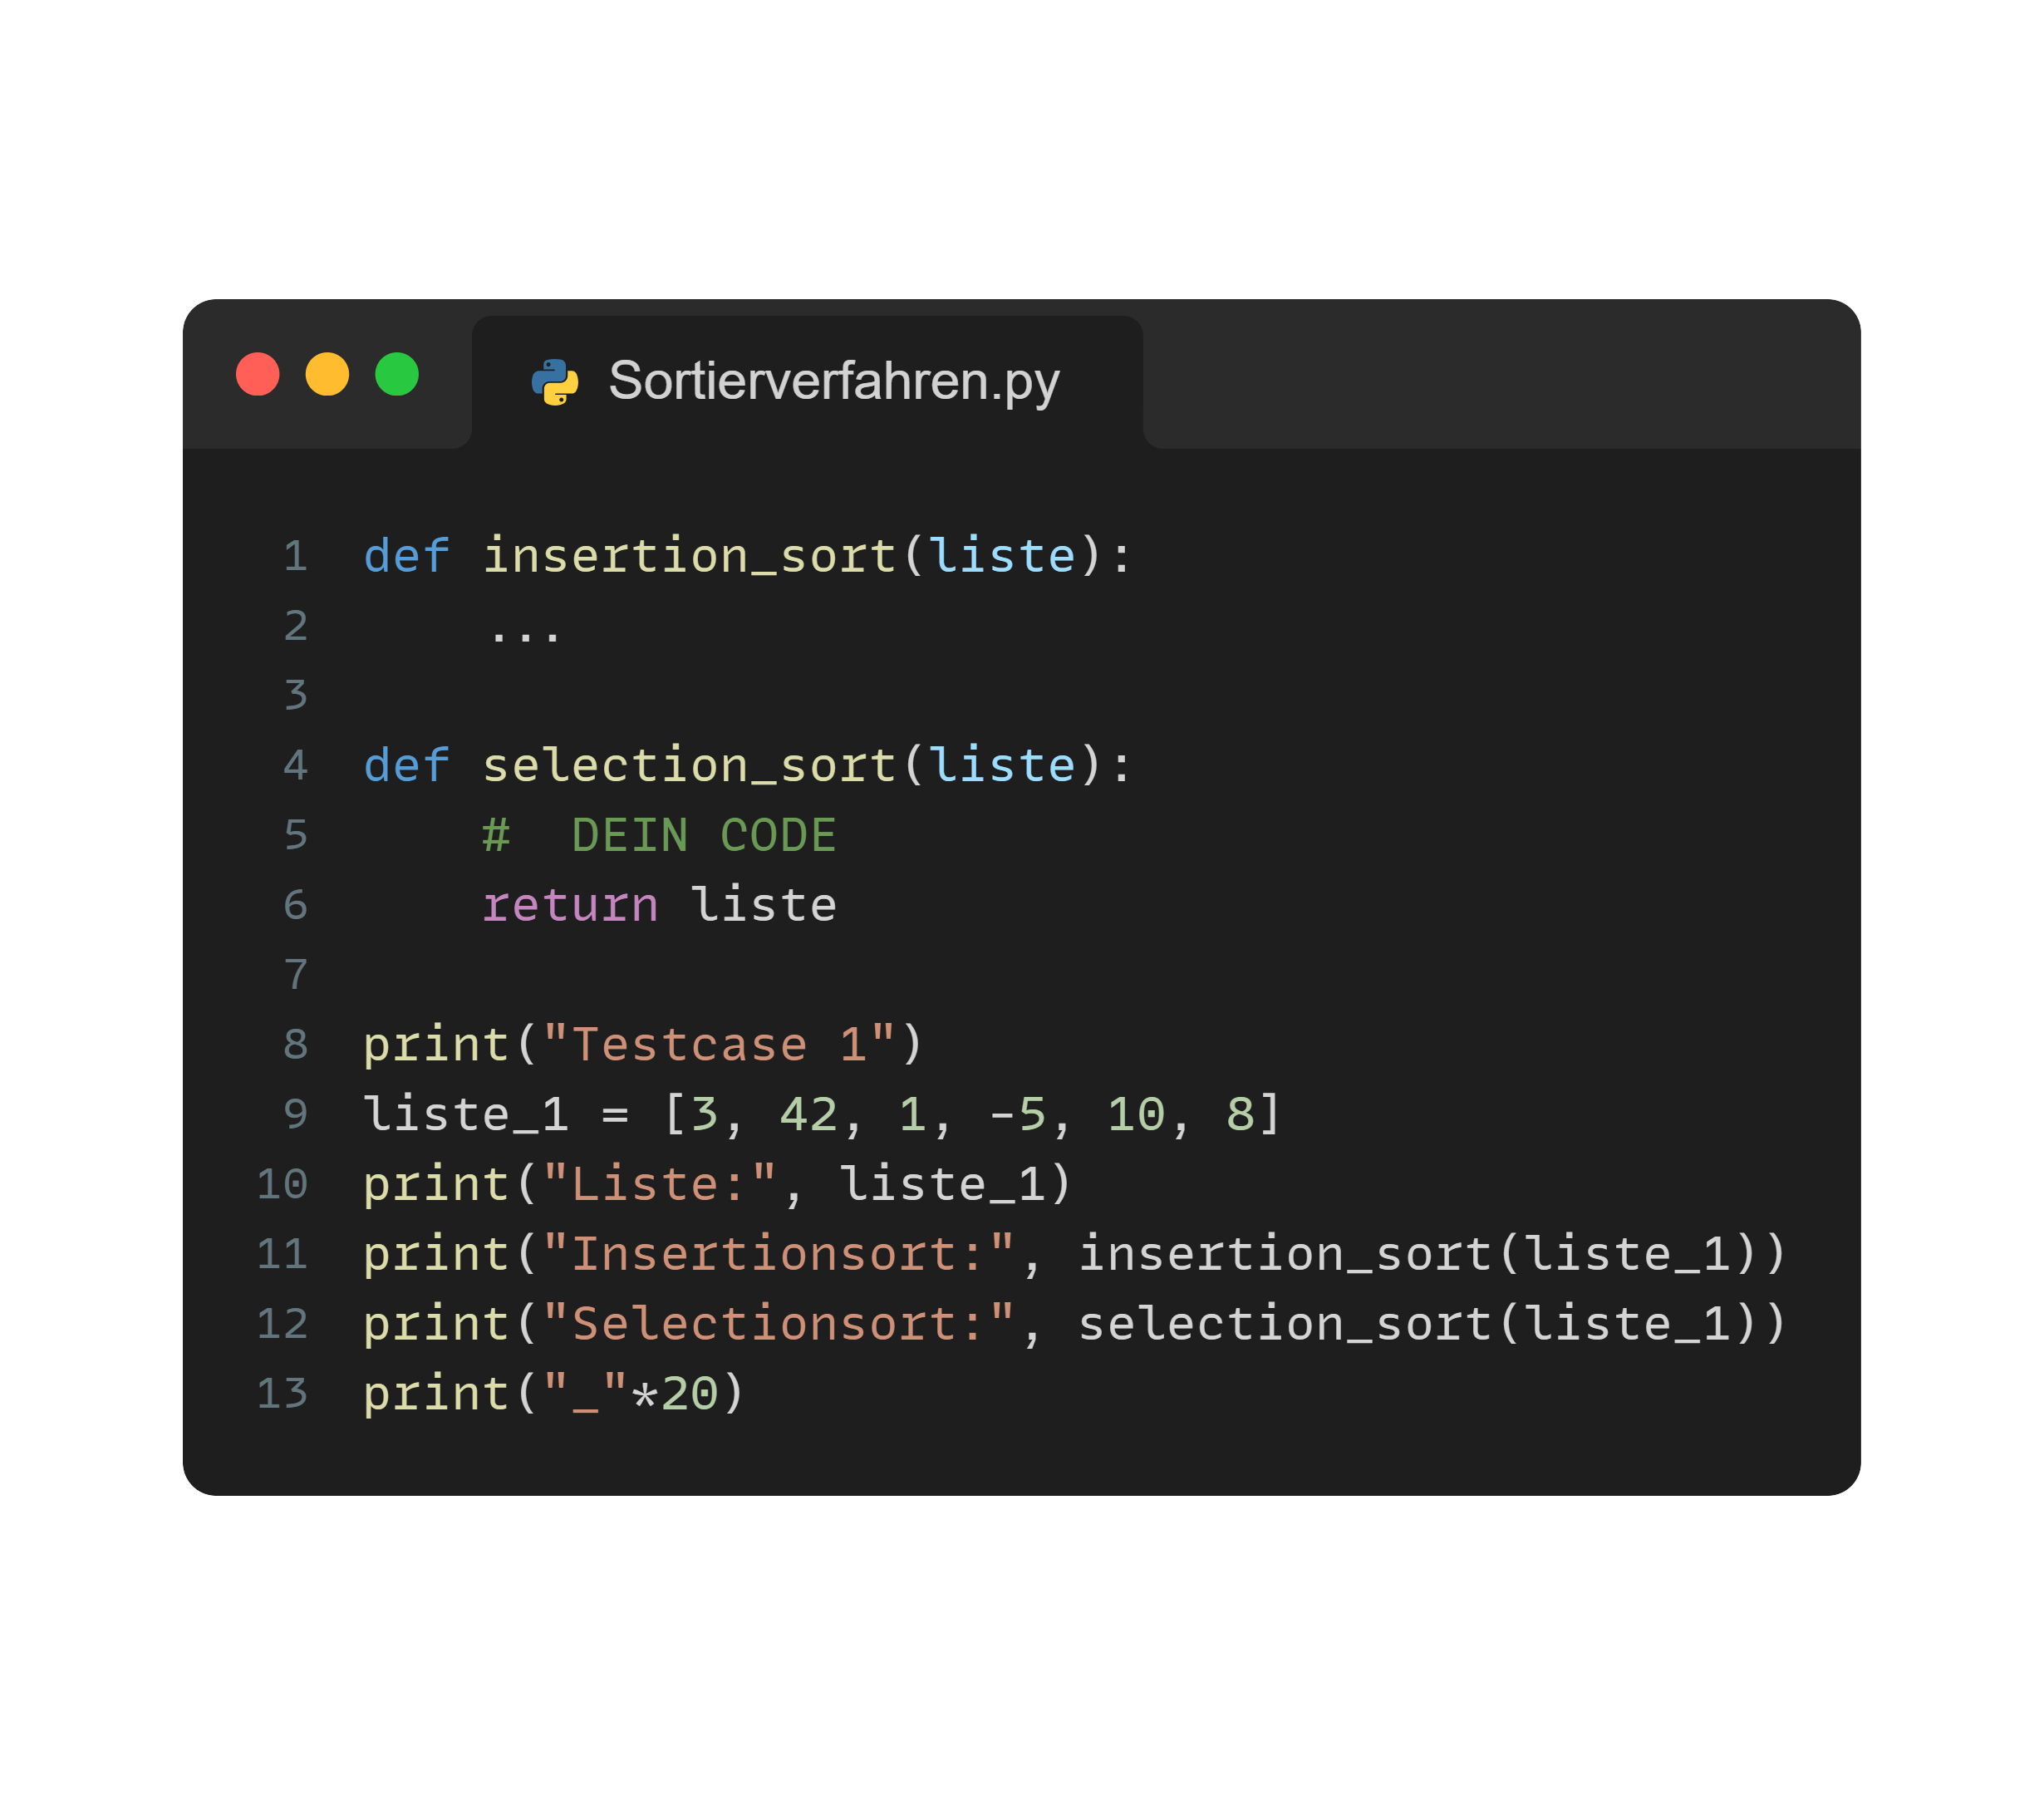 Sortierverfahren.py
1 def insertion_sort(liste):
2     ...
3
4 def selection_sort(liste):
5     #  DEIN CODE
6     return liste
7
8 print("Testcase 1")
9 liste_1 = [3, 42, 1, -5, 10, 8]
10 print("Liste:", liste_1)
11 print("Insertionsort:", insertion_sort(liste_1))
12 print("Selectionsort:", selection_sort(liste_1))
13 print("_"*20)